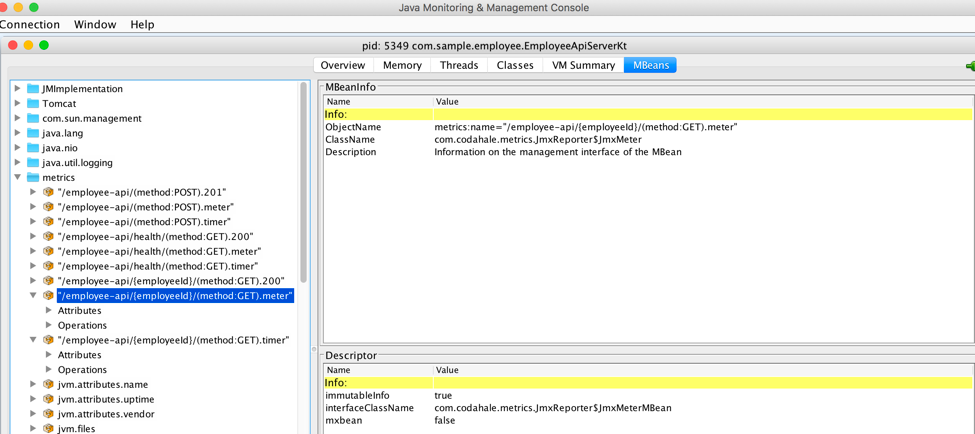 Java Monitoring & Management Console
Connection Window Help
pid: 5349 com.sample.employee.EmployeeApiServerKt
Overview Memory Threads Classes VM Summary MBeans
JMImplementation
Tomcat
com.sun.management
java.lang
java.nio
java.util.logging
metrics
"/employee-api/(method:POST).201"
"/employee-api/(method:POST).meter"
"/employee-api/(method:POST).timer"
"/employee-api/health/(method:GET).200"
"/employee-api/health/(method:GET).meter"
"/employee-api/health/(method:GET).timer"
"/employee-api/{employeeId}/(method:GET).200"
"/employee-api/{employeeId}/(method:GET).meter"
Attributes
Operations
"/employee-api/{employeeId}/(method:GET).timer"
Attributes
Operations
jvm.attributes.name
jvm.attributes.uptime
jvm.attributes.vendor
jvm.files
MBeanInfo
Name Value
Info:
ObjectName metrics:name="/employee-api/{employeeId}/(method:GET).meter"
ClassName com.codahale.metrics.JmxReporter$JmxMeter
Description Information on the management interface of the MBean
Descriptor
Name Value
Info:
immutableInfo true
interfaceClassName com.codahale.metrics.JmxReporter$JmxMeterMBean
mxbean false